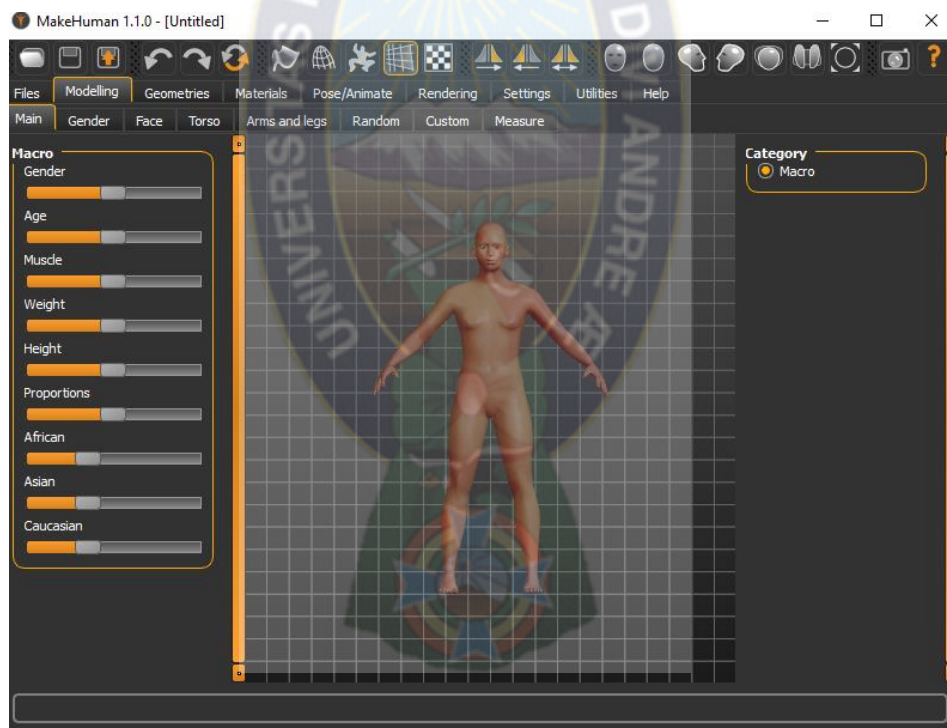 MakeHuman 1.1.0 - [Untitled]
Files Modelling Geometries Materials Pose/Animate Rendering Settings Utilities Help
Main Gender Face Torso Arms and legs Random Custom Measure
Macro
Gender
Age
Muscle
Weight
Height
Proportions
African
Asian
Caucasian
Category
Macro
?
UNIVERSITAS
DIVI ANDRE Æ